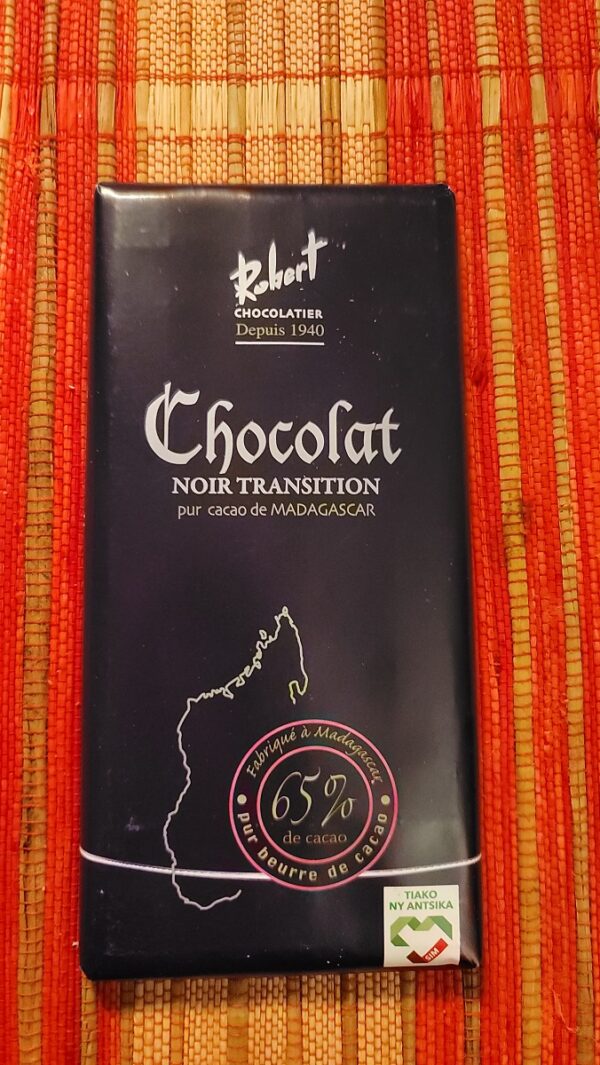 Robert
CHOCOLATIER
Depuis 1940
Chocolat
NOIR TRANSITION
pur cacao de MADAGASCAR
Fabriqué à Madagascar
65%
de cacao
• pur beurre de cacao •
TIAKO
NY ANTSIKA
SIM